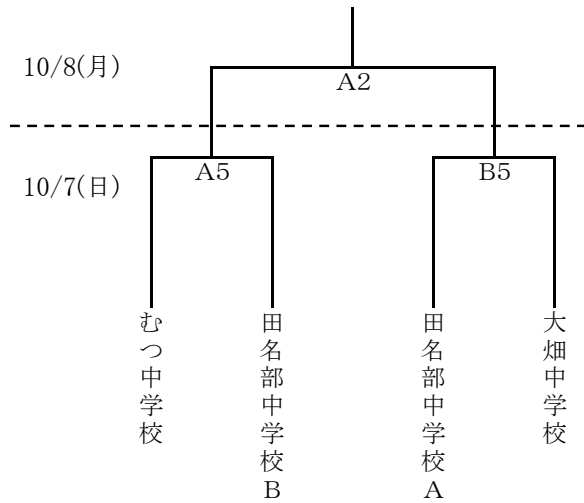 10/8(月)
A2
10/7(日)
A5
B5
むつ中学校
田名部中学校B
田名部中学校A
大畑中学校